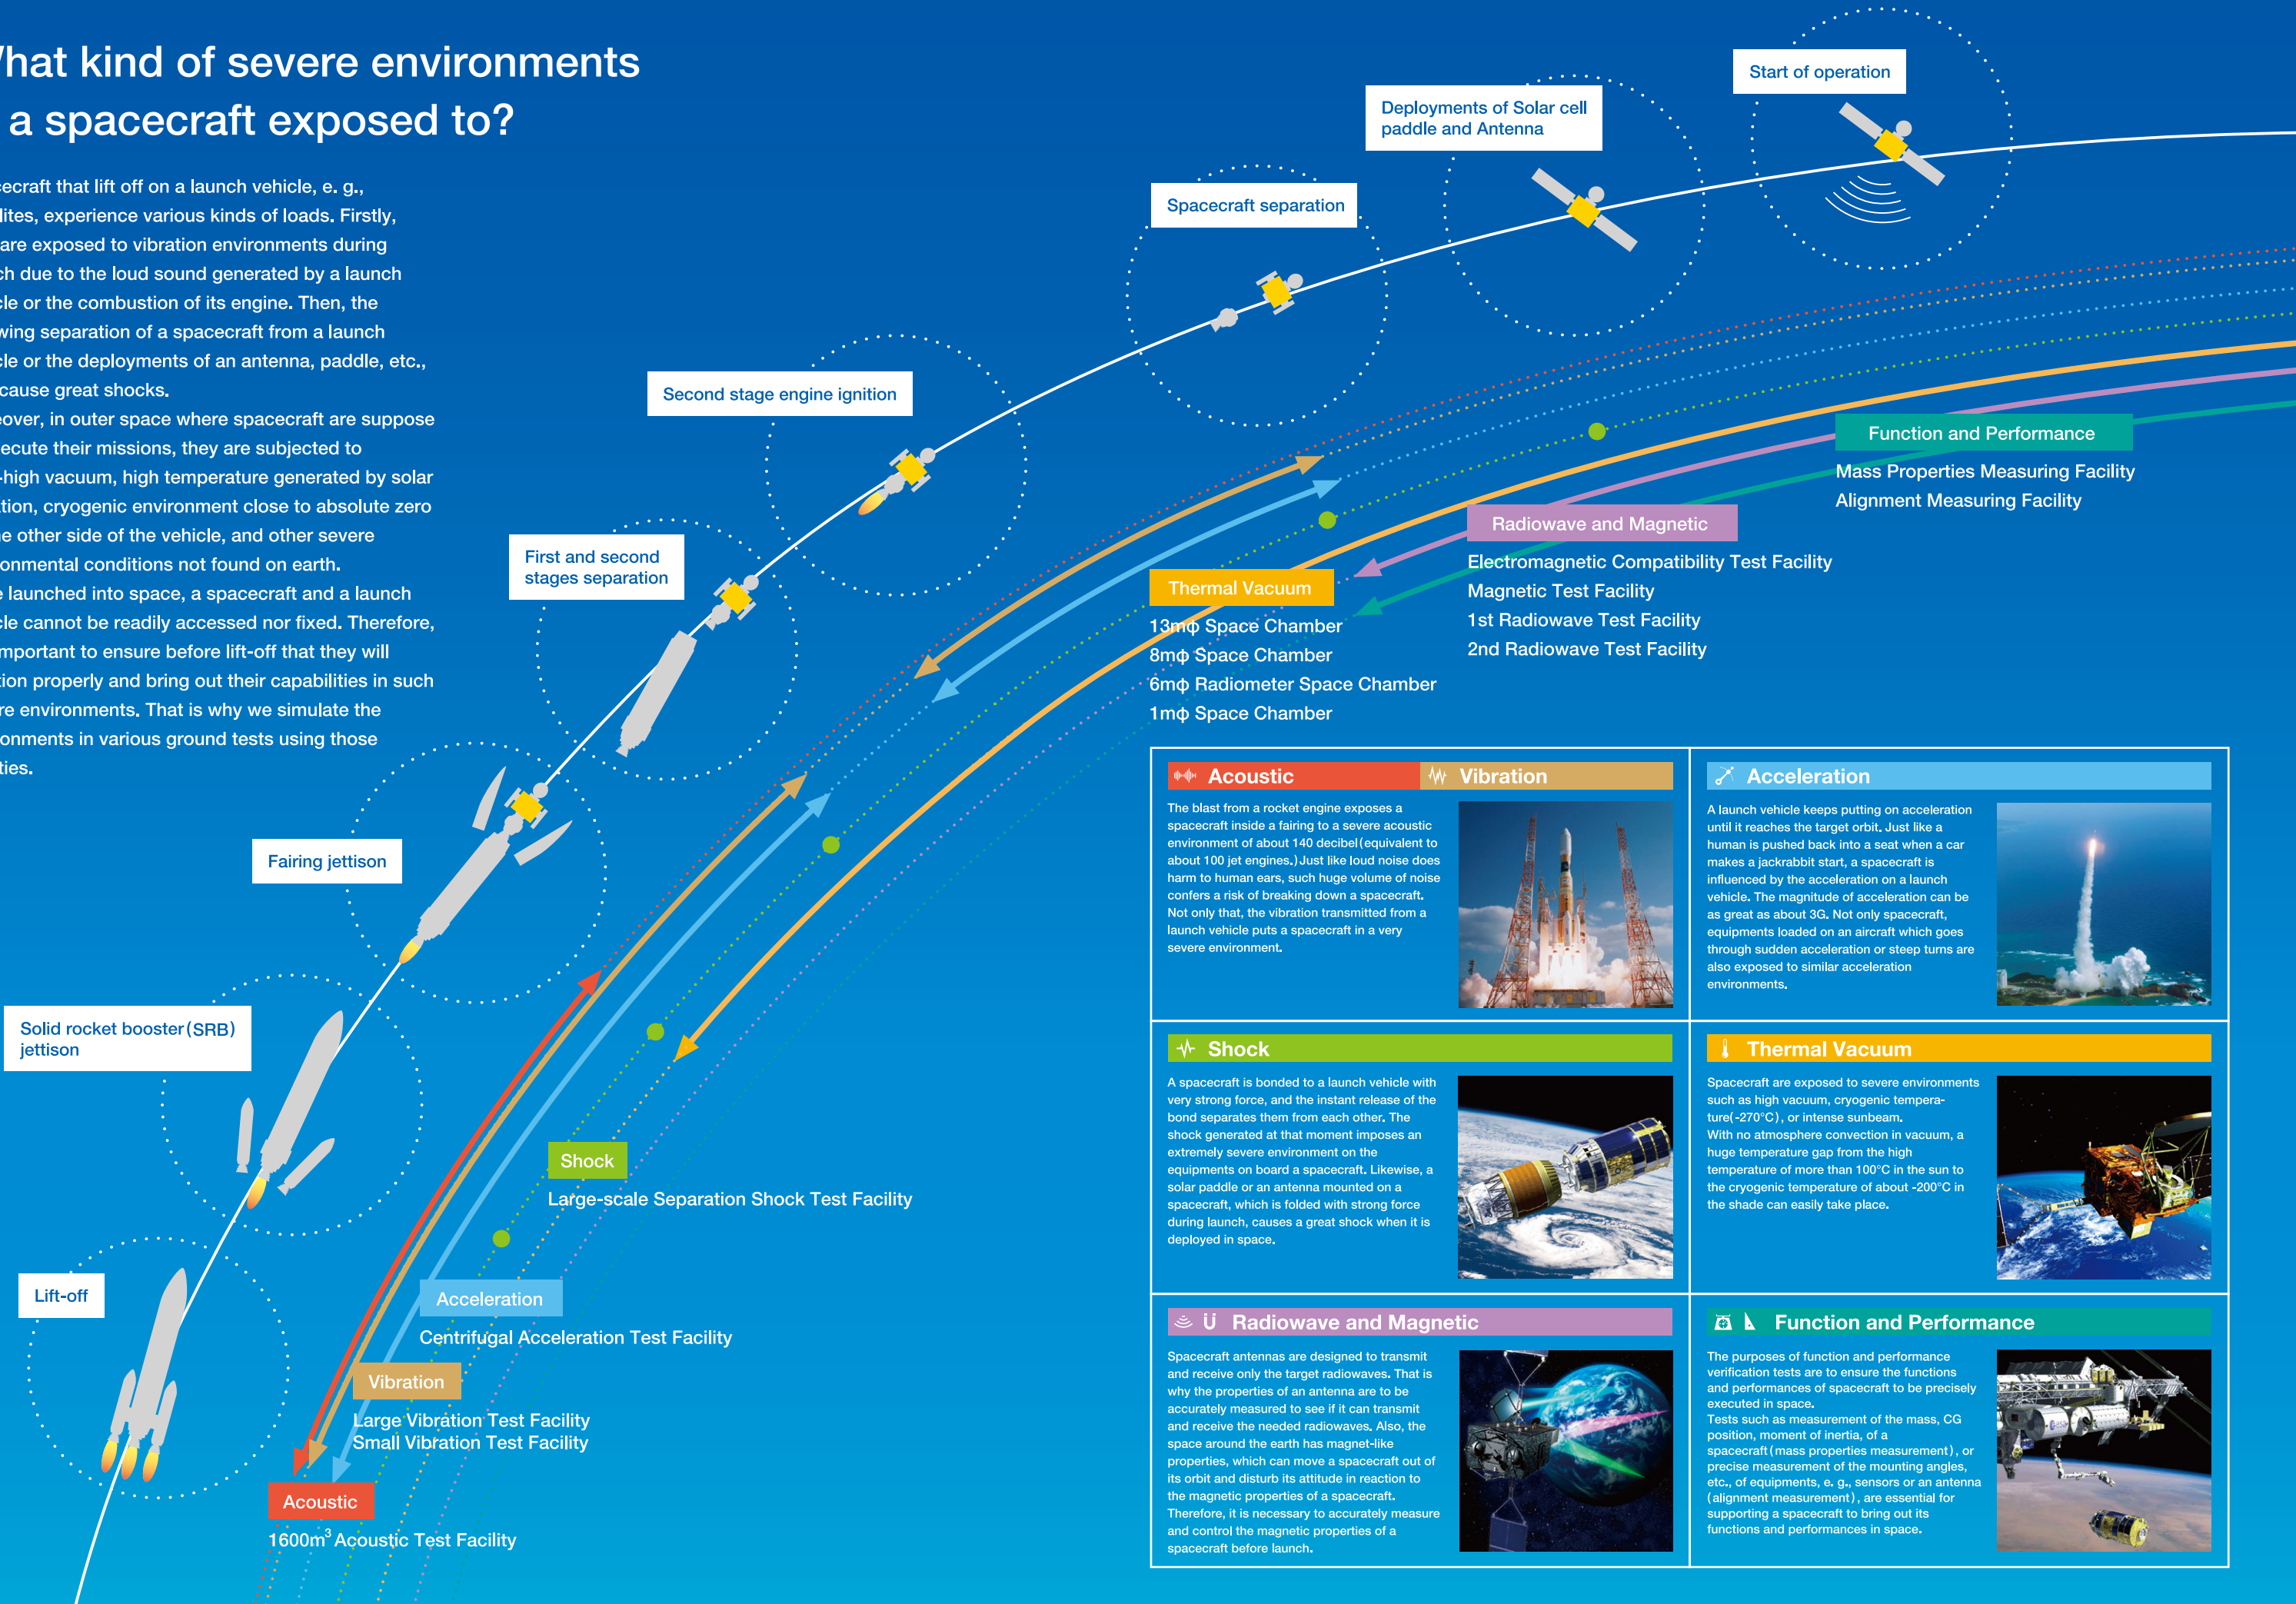 What kind of severe environments
a spacecraft exposed to?
ecraft that lift off on a launch vehicle, e. g.,
lites, experience various kinds of loads. Firstly,
are exposed to vibration environments during
ch due to the loud sound generated by a launch
cle or the combustion of its engine. Then, the
wing separation of a spacecraft from a launch
cle or the deployments of an antenna, paddle, etc.,
cause great shocks.
eover, in outer space where spacecraft are suppose
ecute their missions, they are subjected to
-high vacuum, high temperature generated by solar
tion, cryogenic environment close to absolute zero
ne other side of the vehicle, and other severe
onmental conditions not found on earth.
e launched into space, a spacecraft and a launch
cle cannot be readily accessed nor fixed. Therefore,
mportant to ensure before lift-off that they will
tion properly and bring out their capabilities in such
re environments. That is why we simulate the
onments in various ground tests using those
ties.
Start of operation
Deployments of Solar cell
paddle and Antenna
Spacecraft separation
Second stage engine ignition
First and second
stages separation
Fairing jettison
Solid rocket booster(SRB)
jettison
Lift-off
Function and Performance
Mass Properties Measuring Facility
Alignment Measuring Facility
Radiowave and Magnetic
Electromagnetic Compatibility Test Facility
Magnetic Test Facility
1st Radiowave Test Facility
2nd Radiowave Test Facility
Thermal Vacuum
13mφ Space Chamber
8mφ Space Chamber
6mφ Radiometer Space Chamber
1mφ Space Chamber
Shock
Large-scale Separation Shock Test Facility
Acceleration
Centrifugal Acceleration Test Facility
Vibration
Large Vibration Test Facility
Small Vibration Test Facility
Acoustic
1600m³ Acoustic Test Facility
Acoustic
Vibration
The blast from a rocket engine exposes a
spacecraft inside a fairing to a severe acoustic
environment of about 140 decibel(equivalent to
about 100 jet engines.)Just like loud noise does
harm to human ears, such huge volume of noise
confers a risk of breaking down a spacecraft.
Not only that, the vibration transmitted from a
launch vehicle puts a spacecraft in a very
severe environment.
Acceleration
A launch vehicle keeps putting on acceleration
until it reaches the target orbit. Just like a
human is pushed back into a seat when a car
makes a jackrabbit start, a spacecraft is
influenced by the acceleration on a launch
vehicle. The magnitude of acceleration can be
as great as about 3G. Not only spacecraft,
equipments loaded on an aircraft which goes
through sudden acceleration or steep turns are
also exposed to similar acceleration
environments.
Shock
A spacecraft is bonded to a launch vehicle with
very strong force, and the instant release of the
bond separates them from each other. The
shock generated at that moment imposes an
extremely severe environment on the
equipments on board a spacecraft. Likewise, a
solar paddle or an antenna mounted on a
spacecraft, which is folded with strong force
during launch, causes a great shock when it is
deployed in space.
Thermal Vacuum
Spacecraft are exposed to severe environments
such as high vacuum, cryogenic tempera-
ture(-270°C), or intense sunbeam.
With no atmosphere convection in vacuum, a
huge temperature gap from the high
temperature of more than 100°C in the sun to
the cryogenic temperature of about -200°C in
the shade can easily take place.
Radiowave and Magnetic
Spacecraft antennas are designed to transmit
and receive only the target radiowaves. That is
why the properties of an antenna are to be
accurately measured to see if it can transmit
and receive the needed radiowaves. Also, the
space around the earth has magnet-like
properties, which can move a spacecraft out of
its orbit and disturb its attitude in reaction to
the magnetic properties of a spacecraft.
Therefore, it is necessary to accurately measure
and control the magnetic properties of a
spacecraft before launch.
Function and Performance
The purposes of function and performance
verification tests are to ensure the functions
and performances of spacecraft to be precisely
executed in space.
Tests such as measurement of the mass, CG
position, moment of inertia, of a
spacecraft(mass properties measurement), or
precise measurement of the mounting angles,
etc., of equipments, e. g., sensors or an antenna
(alignment measurement), are essential for
supporting a spacecraft to bring out its
functions and performances in space.